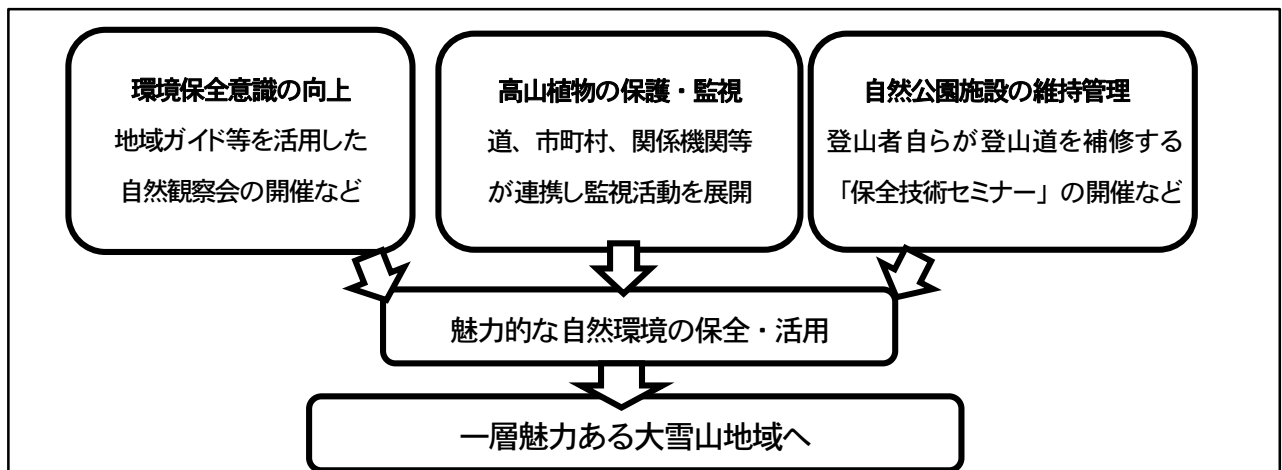 環境保全意識の向上
地域ガイド等を活用した
自然観察会の開催など
高山植物の保護・監視
道、市町村、関係機関等
が連携し監視活動を展開
自然公園施設の維持管理
登山者自らが登山道を補修する
「保全技術セミナー」の開催など
魅力的な自然環境の保全・活用
一層魅力ある大雪山地域へ